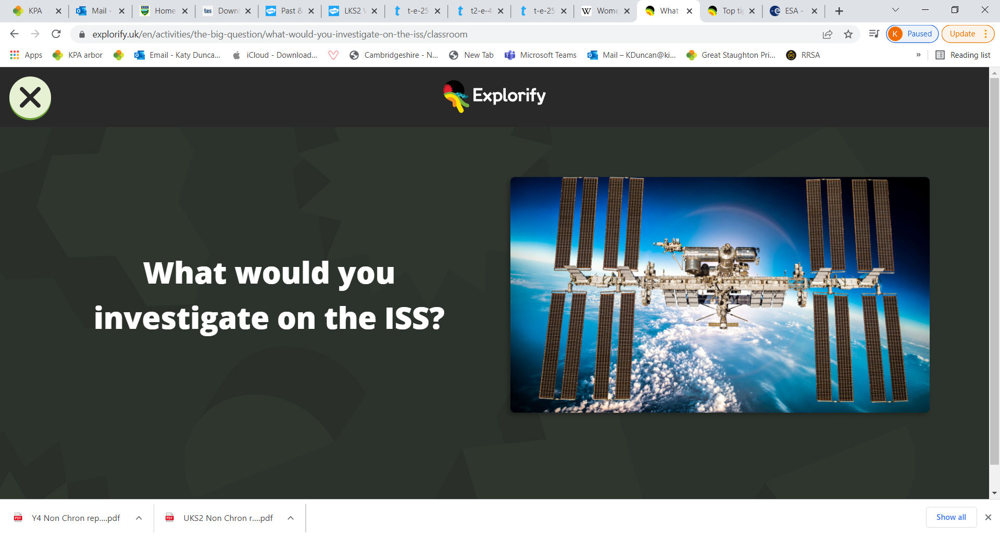 KPA
Mail -
Home
tes Downl
Past &
LKS2
t-e-25
t2-e-4
t-e-25
W Wome
What
Top ti
ESA -
explorify.uk/en/activities/the-big-question/what-would-you-investigate-on-the-iss/classroom
K Paused
Update
Apps
KPA arbor
Email - Katy Dunca...
iCloud - Download...
Cambridgeshire - N...
New Tab
Microsoft Teams
Mail – KDuncan@ki...
Great Staughton Pri...
RRSA
»
Reading list
Explorify
What would you
investigate on the ISS?
PDF Y4 Non Chron rep....pdf
PDF UKS2 Non Chron r....pdf
Show all